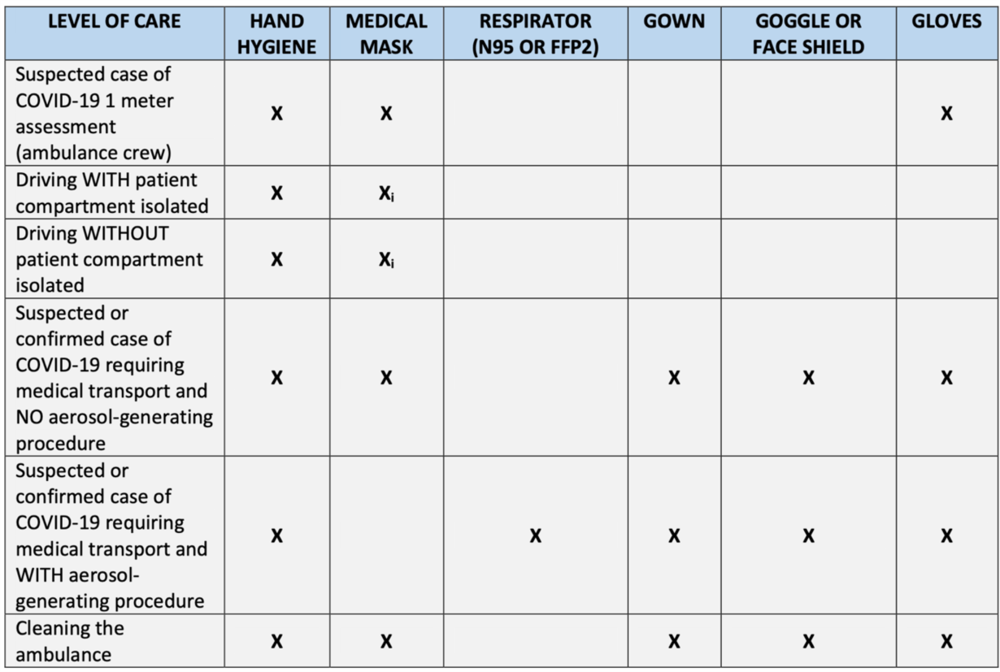 LEVEL OF CARE
HAND
HYGIENE
MEDICAL
MASK
RESPIRATOR
(N95 OR FFP2)
GOWN
GOGGLE OR
FACE SHIELD
GLOVES
Suspected case of
COVID-19 1 meter
assessment
(ambulance crew)
X X X
Driving WITH patient
compartment isolated
X Xi
Driving WITHOUT
patient compartment
isolated
X Xi
Suspected or
confirmed case of
COVID-19 requiring
medical transport and
NO aerosol-generating
procedure
X X X X X
Suspected or
confirmed case of
COVID-19 requiring
medical transport and
WITH aerosol-
generating procedure
X X X X X
Cleaning the
ambulance
X X X X X